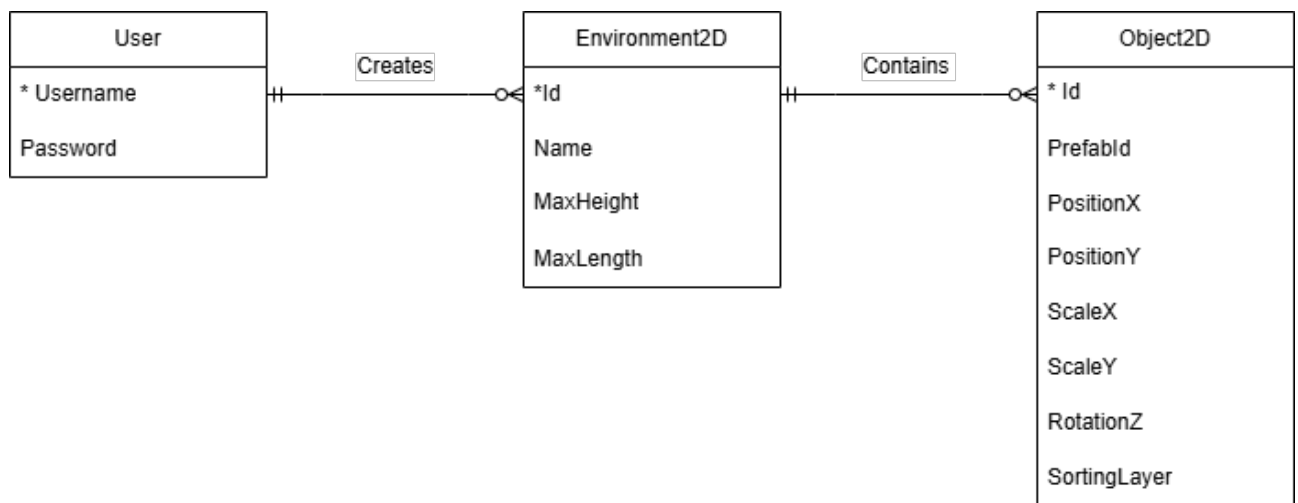 User
* Username
Password
Creates
Environment2D
*Id
Name
MaxHeight
MaxLength
Contains
Object2D
* Id
PrefabId
PositionX
PositionY
ScaleX
ScaleY
RotationZ
SortingLayer